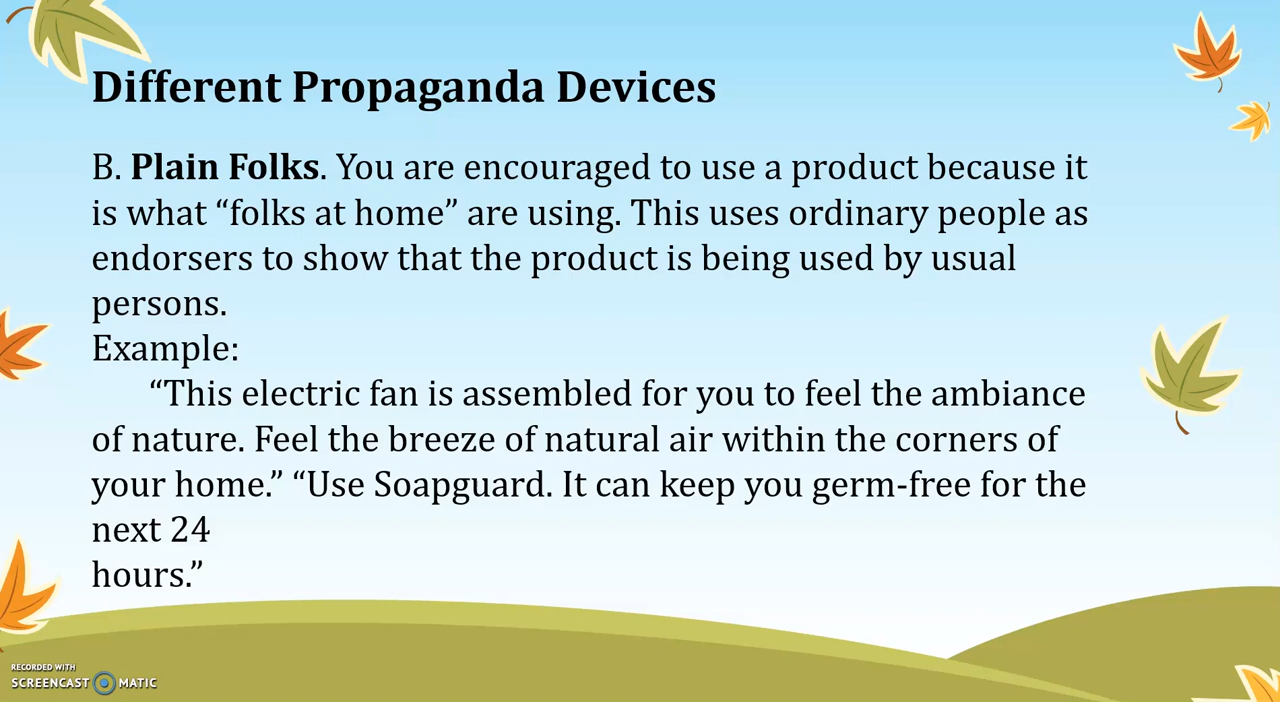 Different Propaganda Devices
B. Plain Folks. You are encouraged to use a product because it
is what “folks at home” are using. This uses ordinary people as
endorsers to show that the product is being used by usual
persons.
Example:
“This electric fan is assembled for you to feel the ambiance
of nature. Feel the breeze of natural air within the corners of
your home.” “Use Soapguard. It can keep you germ-free for the
next 24
hours.”
RECORDED WITH
SCREENCAST MATIC